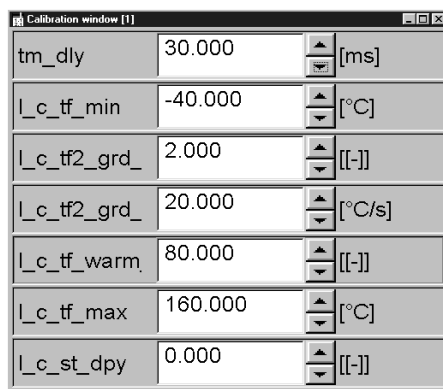 Calibration window [1]
tm_dly 30.000 [ms]
l_c_tf_min -40.000 [°C]
l_c_tf2_grd_ 2.000 [[-]]
l_c_tf2_grd_ 20.000 [°C/s]
l_c_tf_warm_ 80.000 [[-]]
l_c_tf_max 160.000 [°C]
l_c_st_dpy 0.000 [[-]]